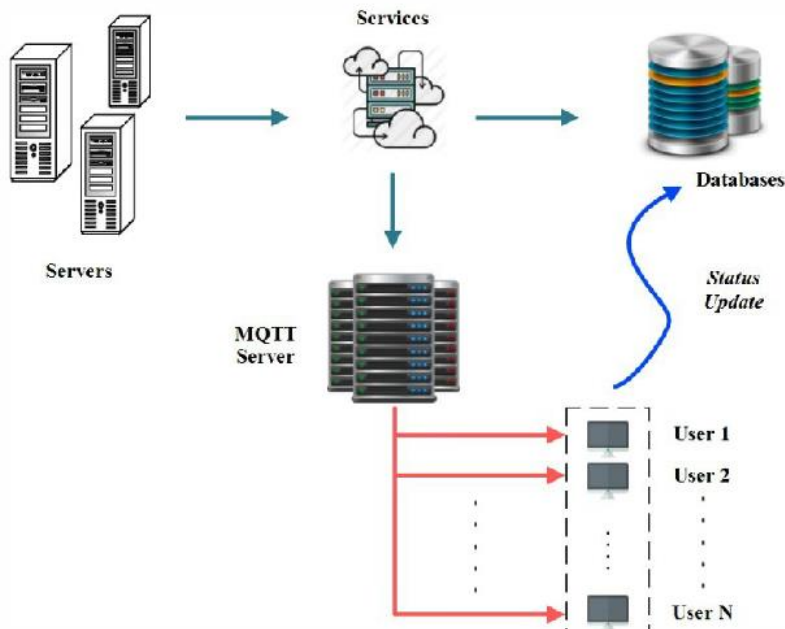 Services
Databases
Servers
Status
Update
MQTT
Server
User 1
User 2
User N